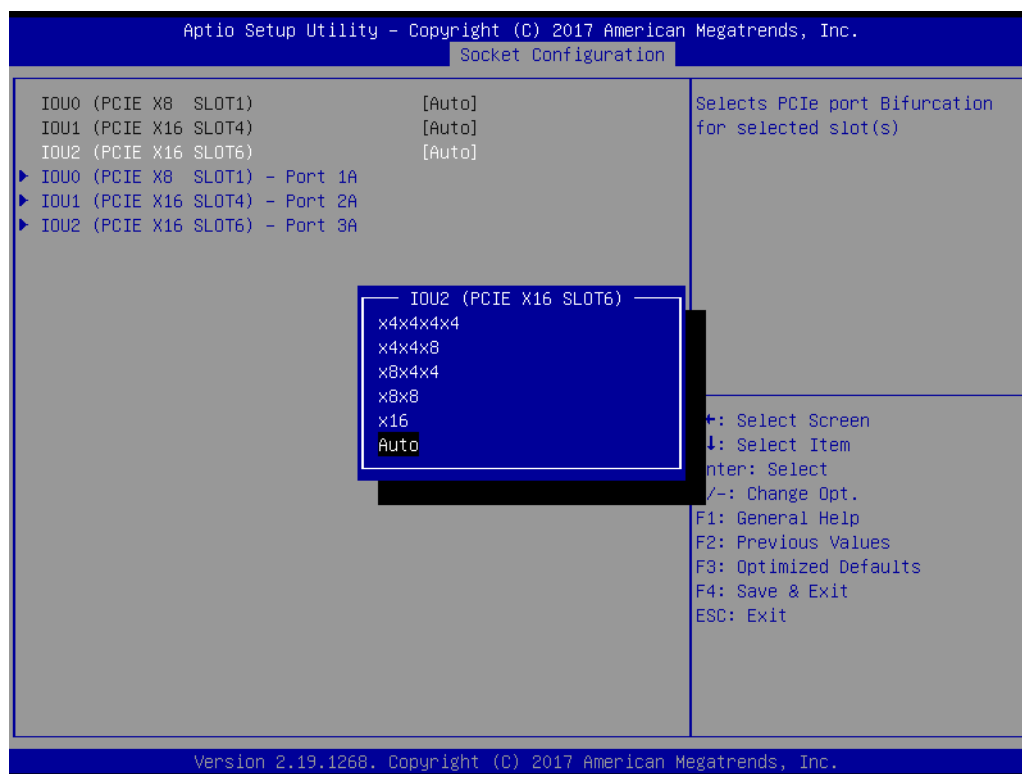 Aptio Setup Utility – Copyright (C) 2017 American Megatrends, Inc.
Socket Configuration
IOU0 (PCIE X8  SLOT1) [Auto]
IOU1 (PCIE X16 SLOT4) [Auto]
IOU2 (PCIE X16 SLOT6) [Auto]
▶ IOU0 (PCIE X8  SLOT1) – Port 1A
▶ IOU1 (PCIE X16 SLOT4) – Port 2A
▶ IOU2 (PCIE X16 SLOT6) – Port 3A
Selects PCIe port Bifurcation
for selected slot(s)
IOU2 (PCIE X16 SLOT6)
x4x4x4x4
x4x4x8
x8x4x4
x8x8
x16
Auto
: Select Screen
↓: Select Item
nter: Select
/-: Change Opt.
F1: General Help
F2: Previous Values
F3: Optimized Defaults
F4: Save & Exit
ESC: Exit
Version 2.19.1268. Copyright (C) 2017 American Megatrends, Inc.